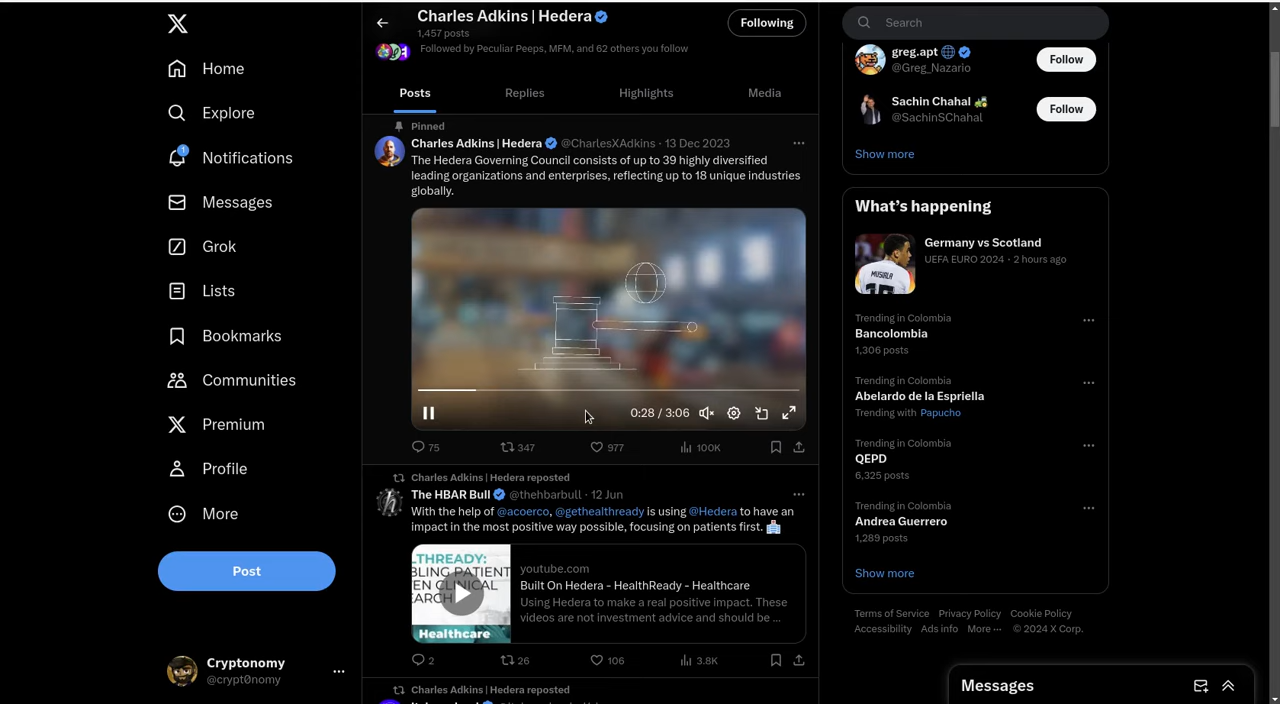 Home
Explore
1
Notifications
Messages
Grok
Lists
Bookmarks
Communities
Premium
Profile
More
Post
Cryptonomy
@crypt0nomy
Charles Adkins | Hedera
1,457 posts
Following
Followed by Peculiar Peeps, MFM, and 62 others you follow
Posts
Replies
Highlights
Media
Pinned
Charles Adkins | Hedera @CharlesXAdkins · 13 Dec 2023
The Hedera Governing Council consists of up to 39 highly diversified
leading organizations and enterprises, reflecting up to 18 unique industries
globally.
0:28 / 3:06
75 347 977 100K
Charles Adkins | Hedera reposted
The HBAR Bull @thehbarbull · 12 Jun
With the help of @acoerco, @gethealthready is using @Hedera to have an
impact in the most positive way possible, focusing on patients first.
LTHREADY:
BLING PATIENT
EN CLINICAL
EARCH
Healthcare
youtube.com
Built On Hedera - HealthReady - Healthcare
Using Hedera to make a real positive impact. These
videos are not investment advice and should be ...
2 26 106 3.8K
Charles Adkins | Hedera reposted
Search
greg.apt
@Greg_Nazario
Follow
Sachin Chahal
@SachinSChahal
Follow
Show more
What's happening
MUSIALA
Germany vs Scotland
UEFA EURO 2024 · 2 hours ago
Trending in Colombia
Bancolombia
1,306 posts
Trending in Colombia
Abelardo de la Espriella
Trending with Papucho
Trending in Colombia
QEPD
6,325 posts
Trending in Colombia
Andrea Guerrero
1,289 posts
Show more
Terms of Service Privacy Policy Cookie Policy
Accessibility Ads info More ··· © 2024 X Corp.
Messages